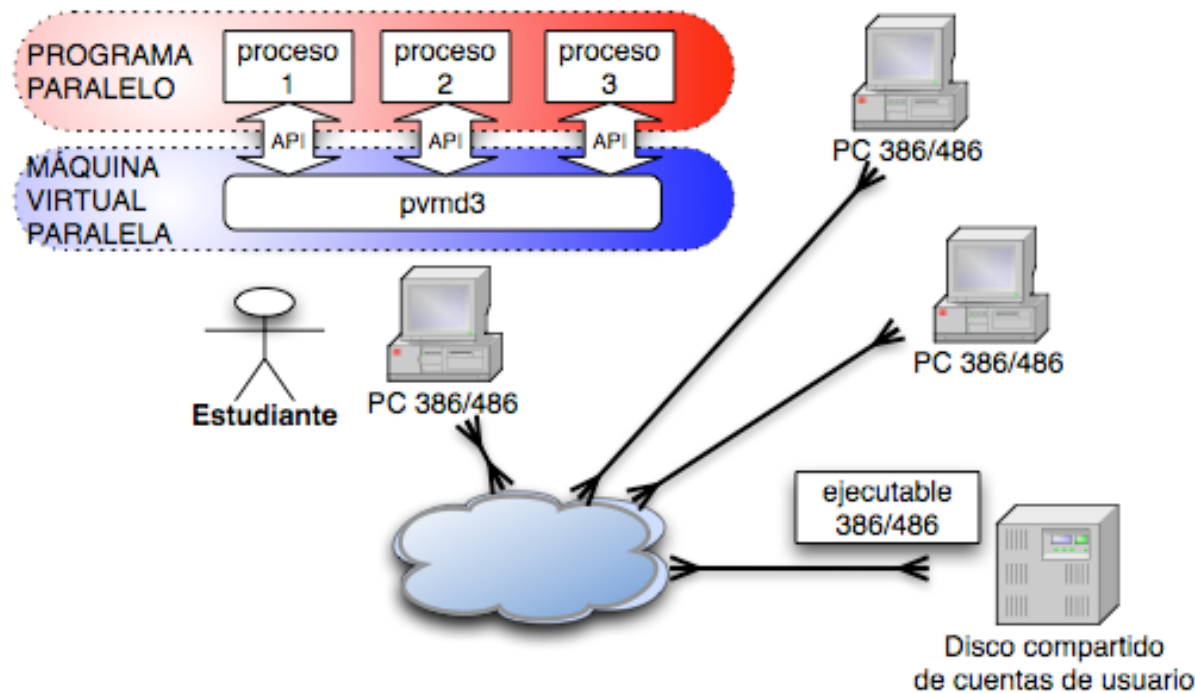 PROGRAMA
PARALELO
proceso
1
proceso
2
proceso
3
API
API
API
MÁQUINA
VIRTUAL
PARALELA
pvmd3
PC 386/486
PC 386/486
Estudiante
PC 386/486
ejecutable
386/486
Disco compartido
de cuentas de usuario